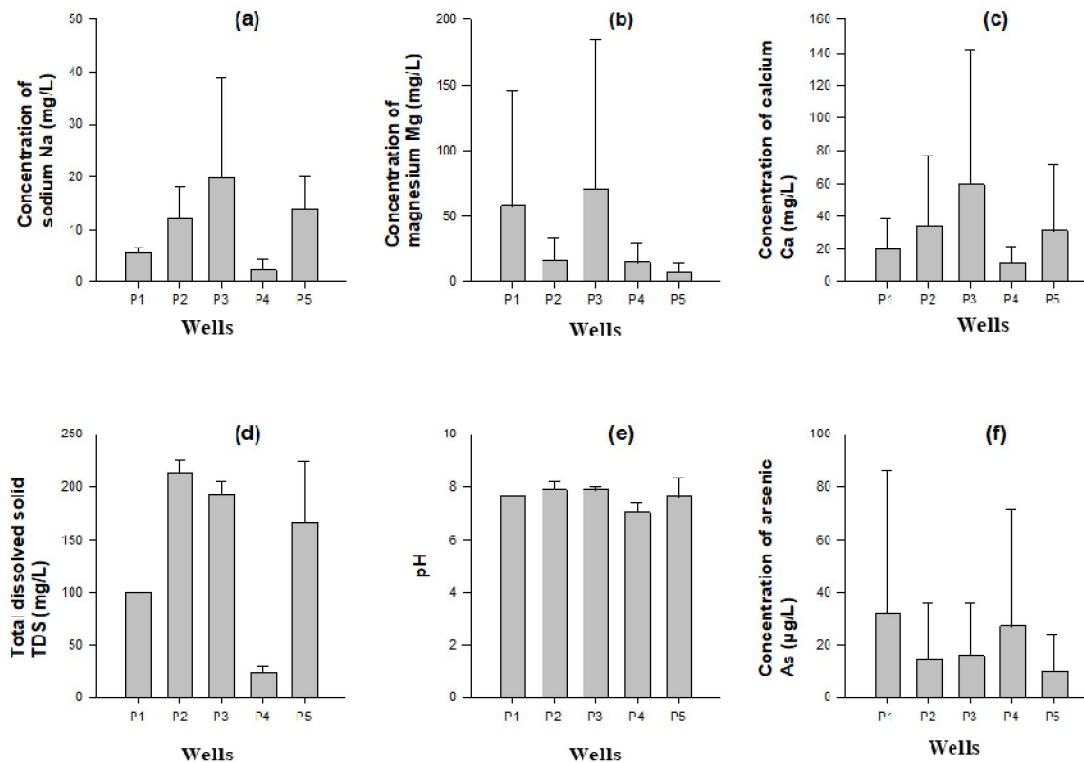 (a)
Concentration of
sodium Na (mg/L)
50
40
30
20
10
0
P1 P2 P3 P4 P5
Wells
(b)
Concentration of
magnesium Mg (mg/L)
200
150
100
50
0
P1 P2 P3 P4 P5
Wells
(c)
Concentration of calcium
Ca (mg/L)
160
140
120
100
80
60
40
20
0
P1 P2 P3 P4 P5
Wells
(d)
Total dissolved solid
TDS (mg/L)
250
200
150
100
50
0
P1 P2 P3 P4 P5
Wells
(e)
pH
10
8
6
4
2
0
P1 P2 P3 P4 P5
Wells
(f)
Concentration of arsenic
As (µg/L)
100
80
60
40
20
0
P1 P2 P3 P4 P5
Wells